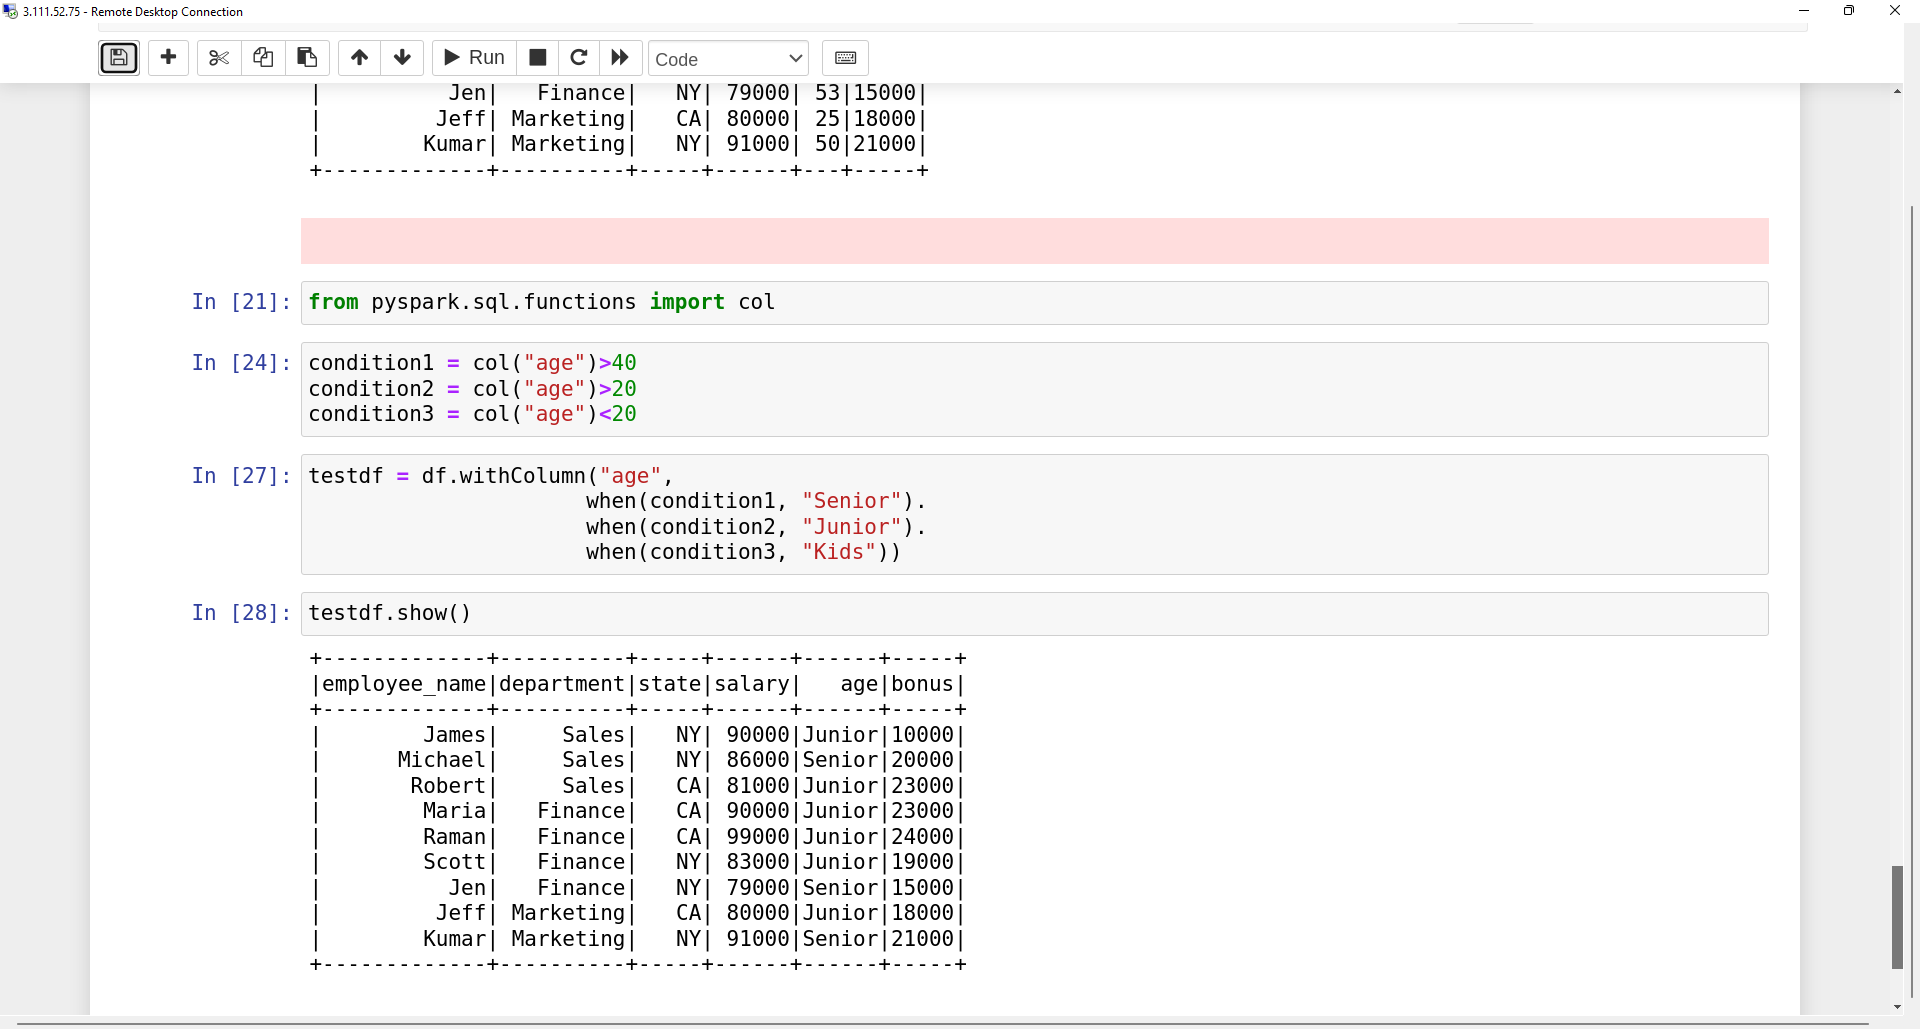 3.111.52.75 - Remote Desktop Connection
Run
Code
|          Jen|   Finance|   NY| 79000| 53|15000|
|         Jeff| Marketing|   CA| 80000| 25|18000|
|        Kumar| Marketing|   NY| 91000| 50|21000|
+-------------+----------+-----+------+---+-----+
In [21]: from pyspark.sql.functions import col
In [24]: condition1 = col("age")>40
condition2 = col("age")>20
condition3 = col("age")<20
In [27]: testdf = df.withColumn("age",
                      when(condition1, "Senior").
                      when(condition2, "Junior").
                      when(condition3, "Kids"))
In [28]: testdf.show()
+-------------+----------+-----+------+------+-----+
|employee_name|department|state|salary|   age|bonus|
+-------------+----------+-----+------+------+-----+
|        James|     Sales|   NY| 90000|Junior|10000|
|      Michael|     Sales|   NY| 86000|Senior|20000|
|       Robert|     Sales|   CA| 81000|Junior|23000|
|        Maria|   Finance|   CA| 90000|Junior|23000|
|        Raman|   Finance|   CA| 99000|Junior|24000|
|        Scott|   Finance|   NY| 83000|Junior|19000|
|          Jen|   Finance|   NY| 79000|Senior|15000|
|         Jeff| Marketing|   CA| 80000|Junior|18000|
|        Kumar| Marketing|   NY| 91000|Senior|21000|
+-------------+----------+-----+------+------+-----+